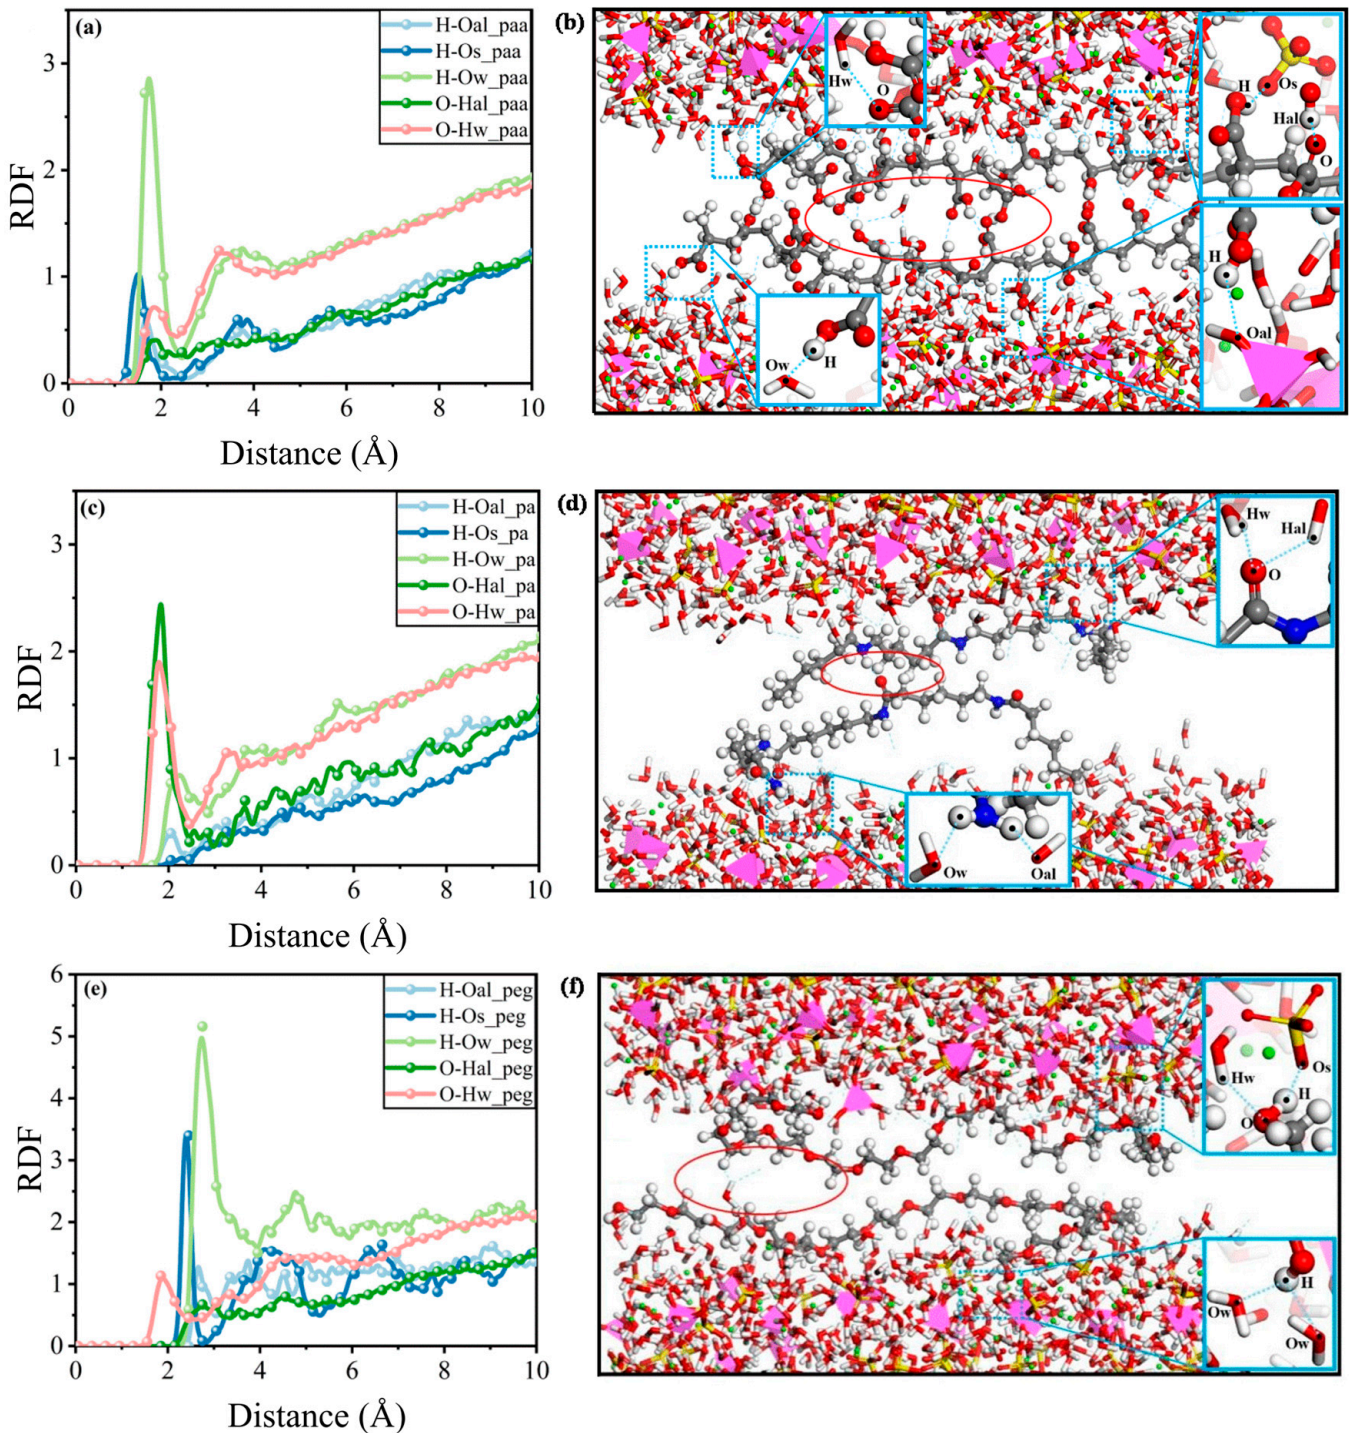 (a)
H-Oal_paa
H-Os_paa
H-Ow_paa
O-Hal_paa
O-Hw_paa
RDF
3
2
1
0
0 2 4 6 8 10
Distance (Å)
(b)
Hw
O
H
Os
Hal
O
H
Oal
Ow
H
(c)
H-Oal_pa
H-Os_pa
H-Ow_pa
O-Hal_pa
O-Hw_pa
RDF
3
2
1
0
0 2 4 6 8 10
Distance (Å)
(d)
Hw
Hal
O
Ow
Oal
(e)
H-Oal_peg
H-Os_peg
H-Ow_peg
O-Hal_peg
O-Hw_peg
RDF
6
5
4
3
2
1
0
0 2 4 6 8 10
Distance (Å)
(f)
Hw
Os
H
O
H
Ow
Ow